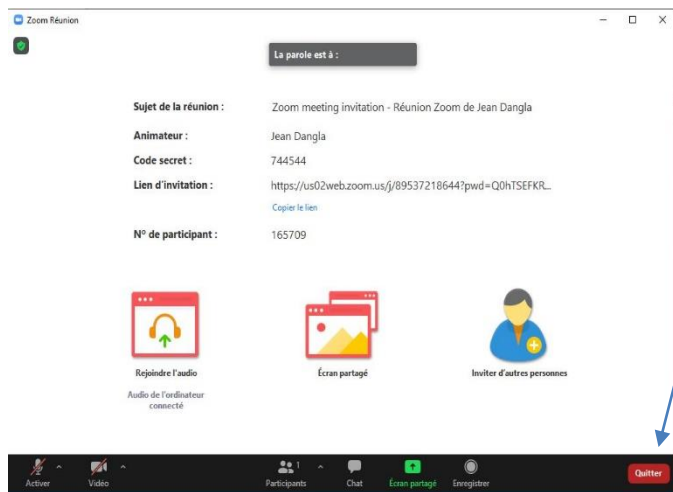 Zoom Réunion
La parole est à :
Sujet de la réunion : Zoom meeting invitation - Réunion Zoom de Jean Dangla
Animateur : Jean Dangla
Code secret : 744544
Lien d'invitation : https://us02web.zoom.us/j/89537218644?pwd=Q0hTSEFKR...
Copier le lien
N° de participant : 165709
Rejoindre l'audio
Écran partagé
Inviter d'autres personnes
Audio de l'ordinateur
connecté
1
Activer
Vidéo
Participants
Chat
Écran partagé
Enregistrer
Quitter